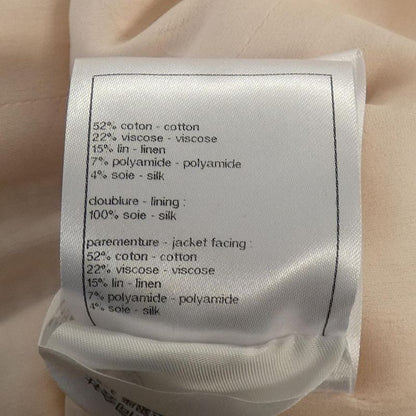 52% coton - cotton
22% viscose - viscose
15% lin - linen
7% polyamide - polyamide
4% soie - silk
doublure - lining :
100% soie - silk
parementure - jacket facing :
52% coton - cotton
22% viscose - viscose
15% lin - linen
7% polyamide - polyamide
4% soie - silk